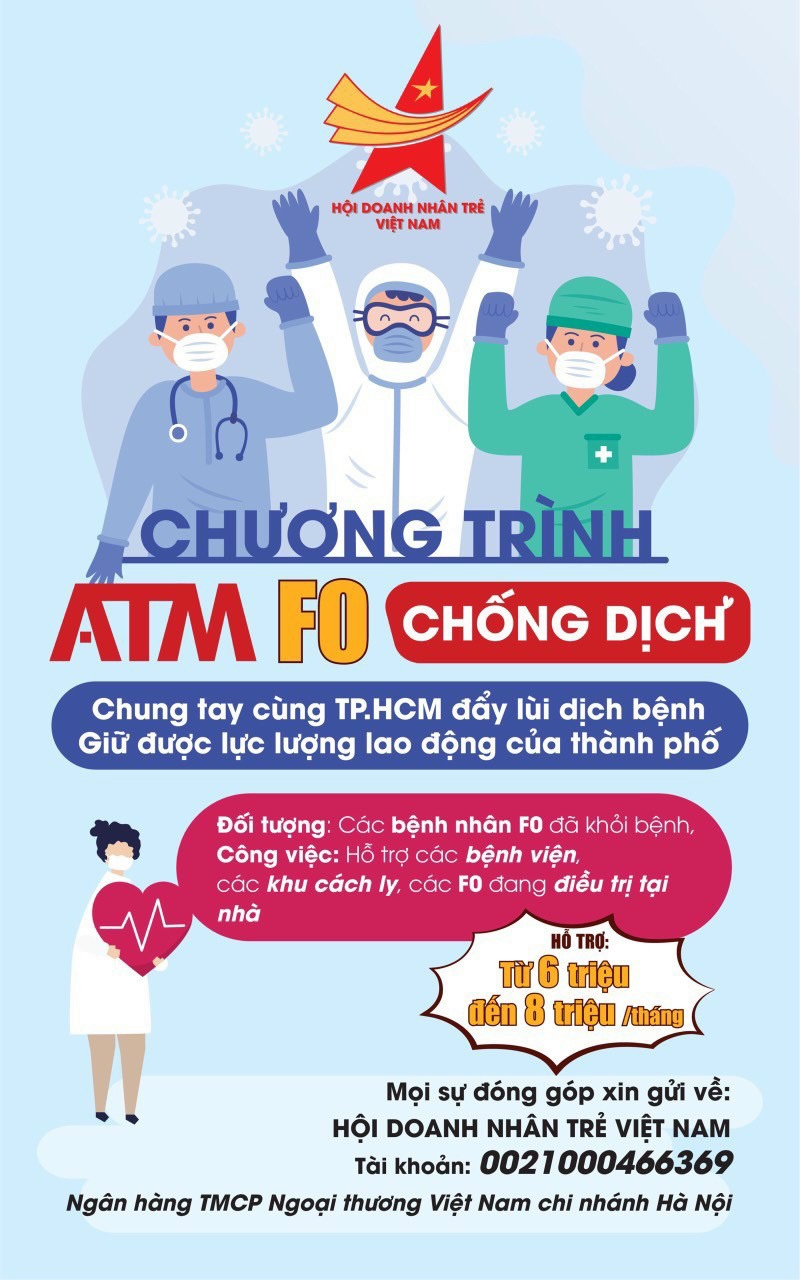 HỘI DOANH NHÂN TRẺ
VIỆT NAM
CHƯƠNG TRÌNH
ATM F0 CHỐNG DỊCH
Chung tay cùng TP.HCM đẩy lùi dịch bệnh
Giữ được lực lượng lao động của thành phố
Đối tượng: Các bệnh nhân F0 đã khỏi bệnh,
Công việc: Hỗ trợ các bệnh viện,
các khu cách ly, các F0 đang điều trị tại
nhà
HỖ TRỢ:
Từ 6 triệu
đến 8 triệu /tháng
Mọi sự đóng góp xin gửi về:
HỘI DOANH NHÂN TRẺ VIỆT NAM
Tài khoản: 0021000466369
Ngân hàng TMCP Ngoại thương Việt Nam chi nhánh Hà Nội